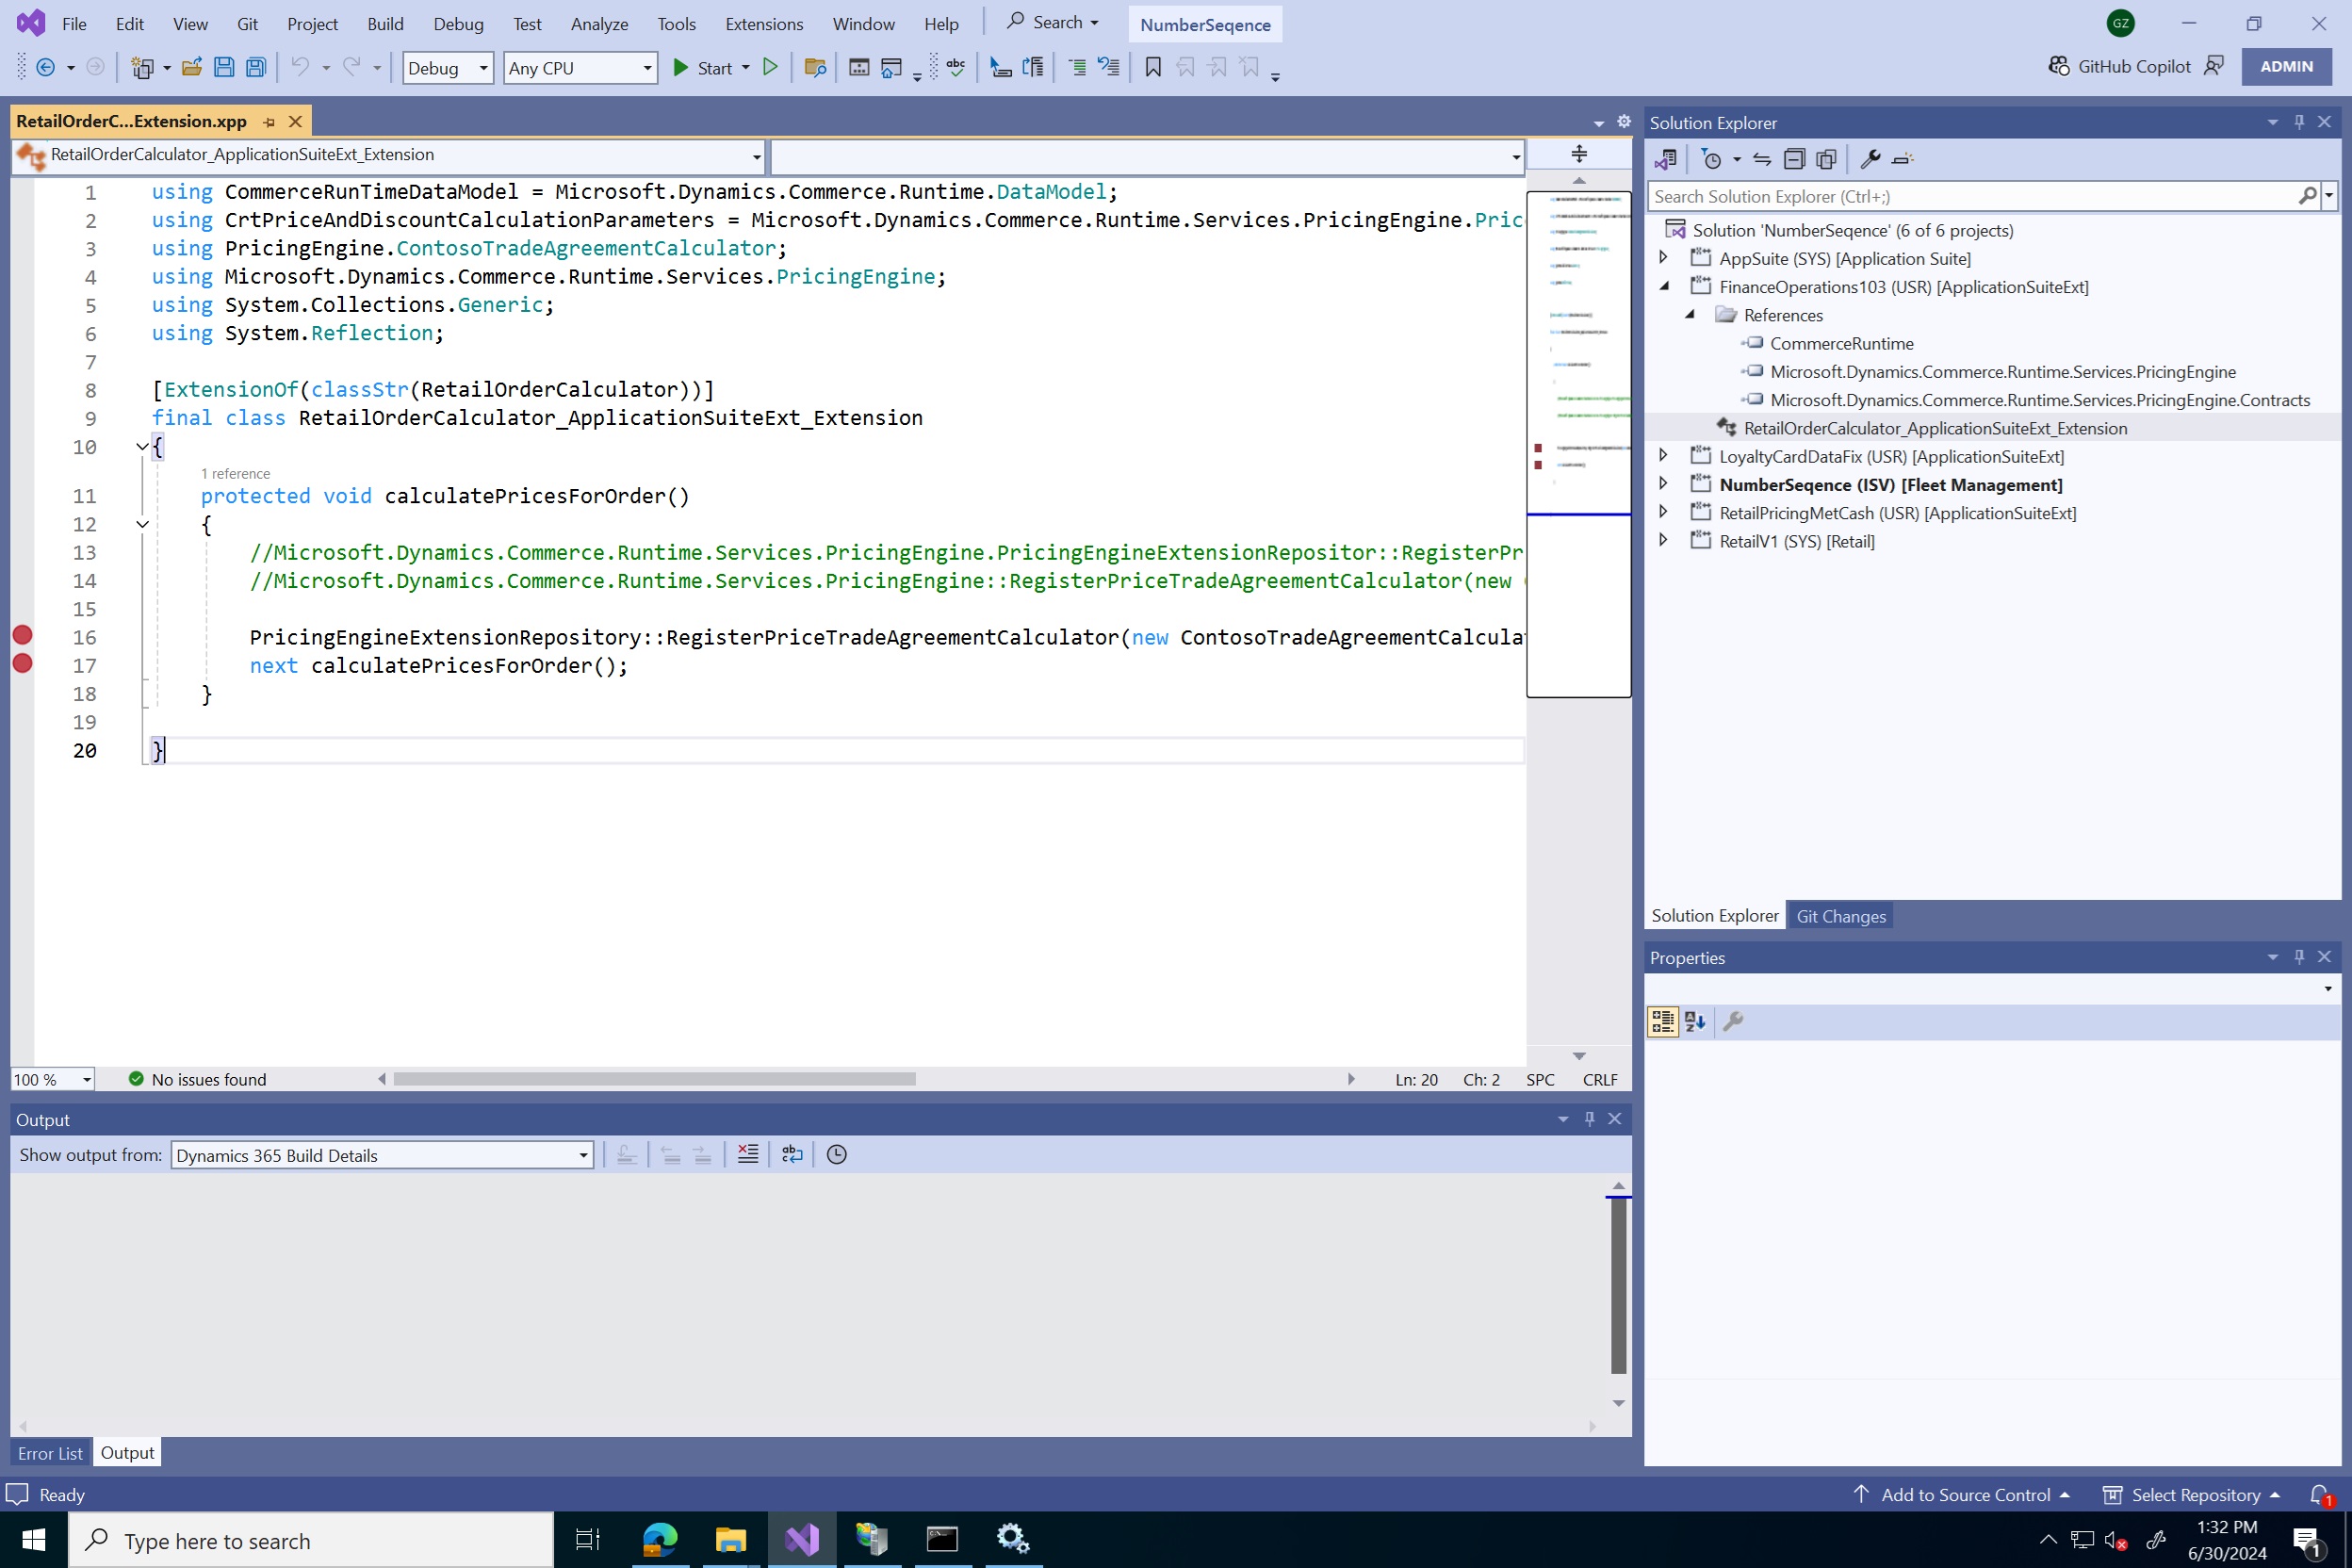 File Edit View Git Project Build Debug Test Analyze Tools Extensions Window Help Search NumberSeqence GZ
Debug Any CPU Start abc GitHub Copilot ADMIN
RetailOrderC...Extension.xpp
RetailOrderCalculator_ApplicationSuiteExt_Extension
1 using CommerceRunTimeDataModel = Microsoft.Dynamics.Commerce.Runtime.DataModel;
2 using CrtPriceAndDiscountCalculationParameters = Microsoft.Dynamics.Commerce.Runtime.Services.PricingEngine.Pric
3 using PricingEngine.ContosoTradeAgreementCalculator;
4 using Microsoft.Dynamics.Commerce.Runtime.Services.PricingEngine;
5 using System.Collections.Generic;
6 using System.Reflection;
7
8 [ExtensionOf(classStr(RetailOrderCalculator))]
9 final class RetailOrderCalculator_ApplicationSuiteExt_Extension
10 {
1 reference
11 protected void calculatePricesForOrder()
12 {
13 //Microsoft.Dynamics.Commerce.Runtime.Services.PricingEngine.PricingEngineExtensionRepositor::RegisterPr
14 //Microsoft.Dynamics.Commerce.Runtime.Services.PricingEngine::RegisterPriceTradeAgreementCalculator(new
15
16 PricingEngineExtensionRepository::RegisterPriceTradeAgreementCalculator(new ContosoTradeAgreementCalcula
17 next calculatePricesForOrder();
18 }
19
20 }
100 % No issues found Ln: 20 Ch: 2 SPC CRLF
Output
Show output from: Dynamics 365 Build Details
Error List Output
Solution Explorer
Search Solution Explorer (Ctrl+;)
Solution 'NumberSeqence' (6 of 6 projects)
AppSuite (SYS) [Application Suite]
FinanceOperations103 (USR) [ApplicationSuiteExt]
References
CommerceRuntime
Microsoft.Dynamics.Commerce.Runtime.Services.PricingEngine
Microsoft.Dynamics.Commerce.Runtime.Services.PricingEngine.Contracts
RetailOrderCalculator_ApplicationSuiteExt_Extension
LoyaltyCardDataFix (USR) [ApplicationSuiteExt]
NumberSeqence (ISV) [Fleet Management]
RetailPricingMetCash (USR) [ApplicationSuiteExt]
RetailV1 (SYS) [Retail]
Solution Explorer Git Changes
Properties
Ready Add to Source Control Select Repository 1
Type here to search
1:32 PM
6/30/2024
1